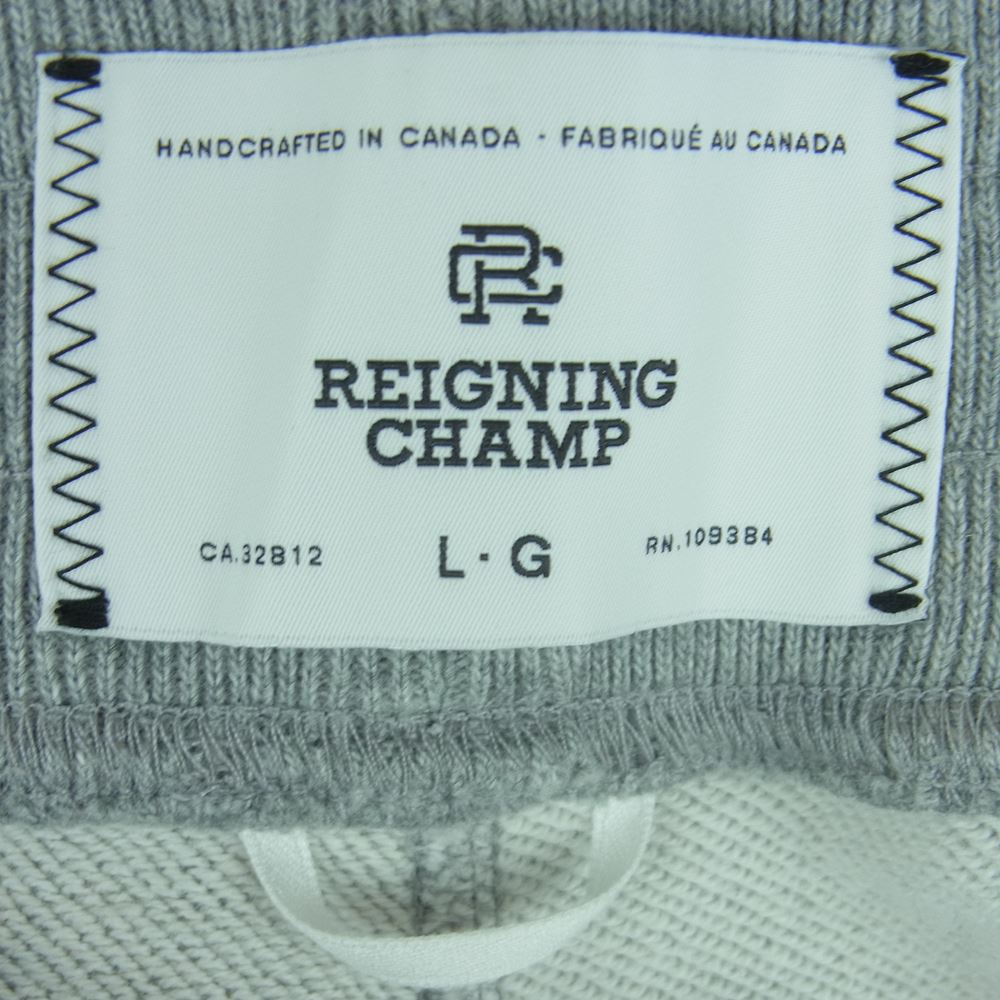 HANDCRAFTED IN CANADA - FABRIQUÉ AU CANADA
RC
REIGNING
CHAMP
CA.32812 L·G RN.109384